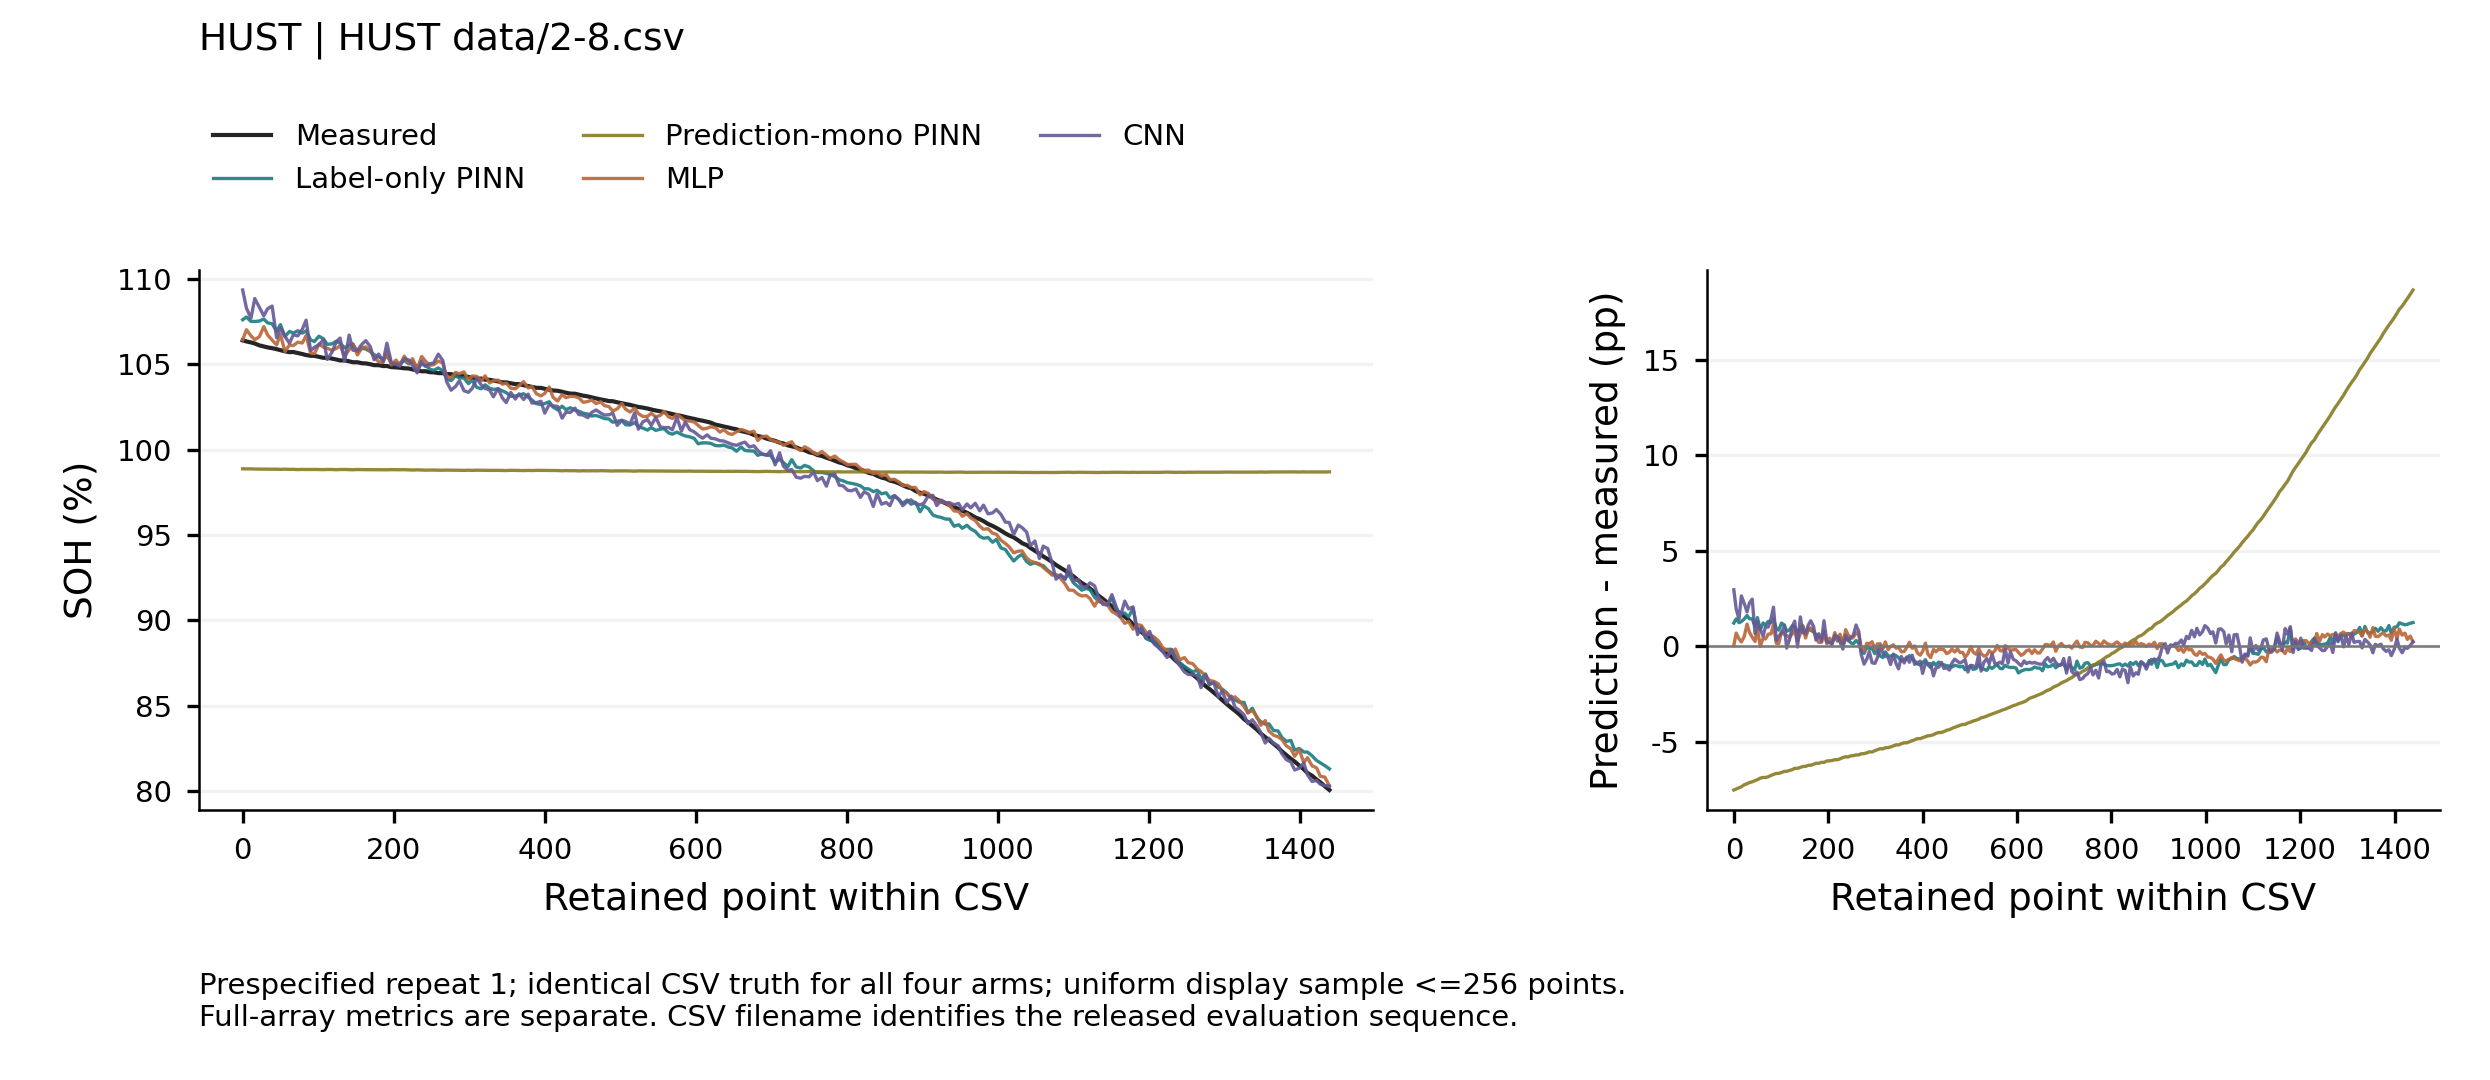 HUST | HUST data/2-8.csv
Measured
Label-only PINN
Prediction-mono PINN
MLP
CNN
SOH (%)
110
105
100
95
90
85
80
0 200 400 600 800 1000 1200 1400
Retained point within CSV
Prediction - measured (pp)
15
10
5
0
-5
0 200 400 600 800 1000 1200 1400
Retained point within CSV
Prespecified repeat 1; identical CSV truth for all four arms; uniform display sample <=256 points.
Full-array metrics are separate. CSV filename identifies the released evaluation sequence.